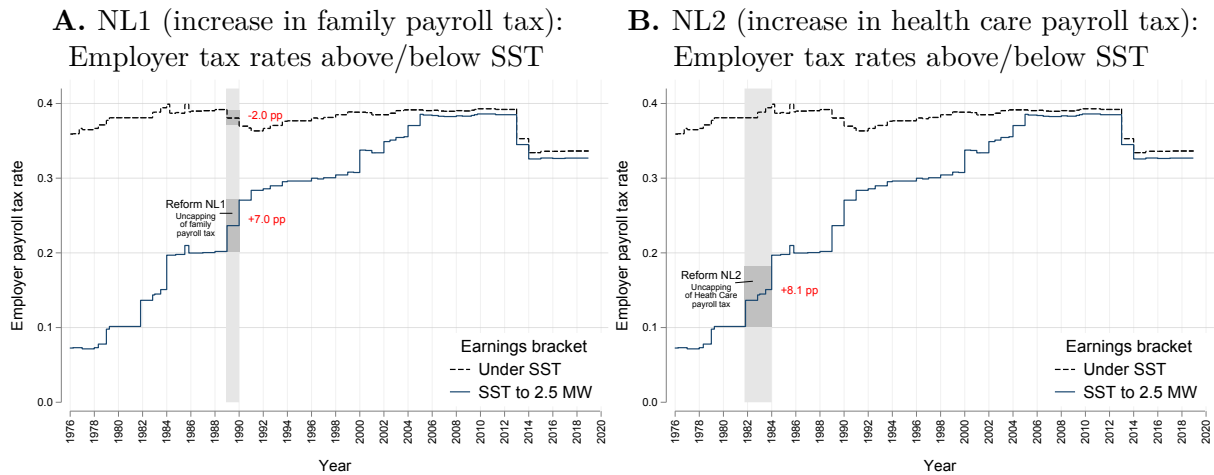 A. NL1 (increase in family payroll tax):
Employer tax rates above/below SST
Employer payroll tax rate
0.4
0.3
0.2
0.1
0.0
-2.0 pp
Reform NL1
Uncapping
of family
payroll tax
+7.0 pp
Earnings bracket
Under SST
SST to 2.5 MW
1976 1978 1980 1982 1984 1986 1988 1990 1992 1994 1996 1998 2000 2002 2004 2006 2008 2010 2012 2014 2016 2018 2020
Year
B. NL2 (increase in health care payroll tax):
Employer tax rates above/below SST
Employer payroll tax rate
0.4
0.3
0.2
0.1
0.0
Reform NL2
Uncapping
of Heath Care
payroll tax
+8.1 pp
Earnings bracket
Under SST
SST to 2.5 MW
1976 1978 1980 1982 1984 1986 1988 1990 1992 1994 1996 1998 2000 2002 2004 2006 2008 2010 2012 2014 2016 2018 2020
Year